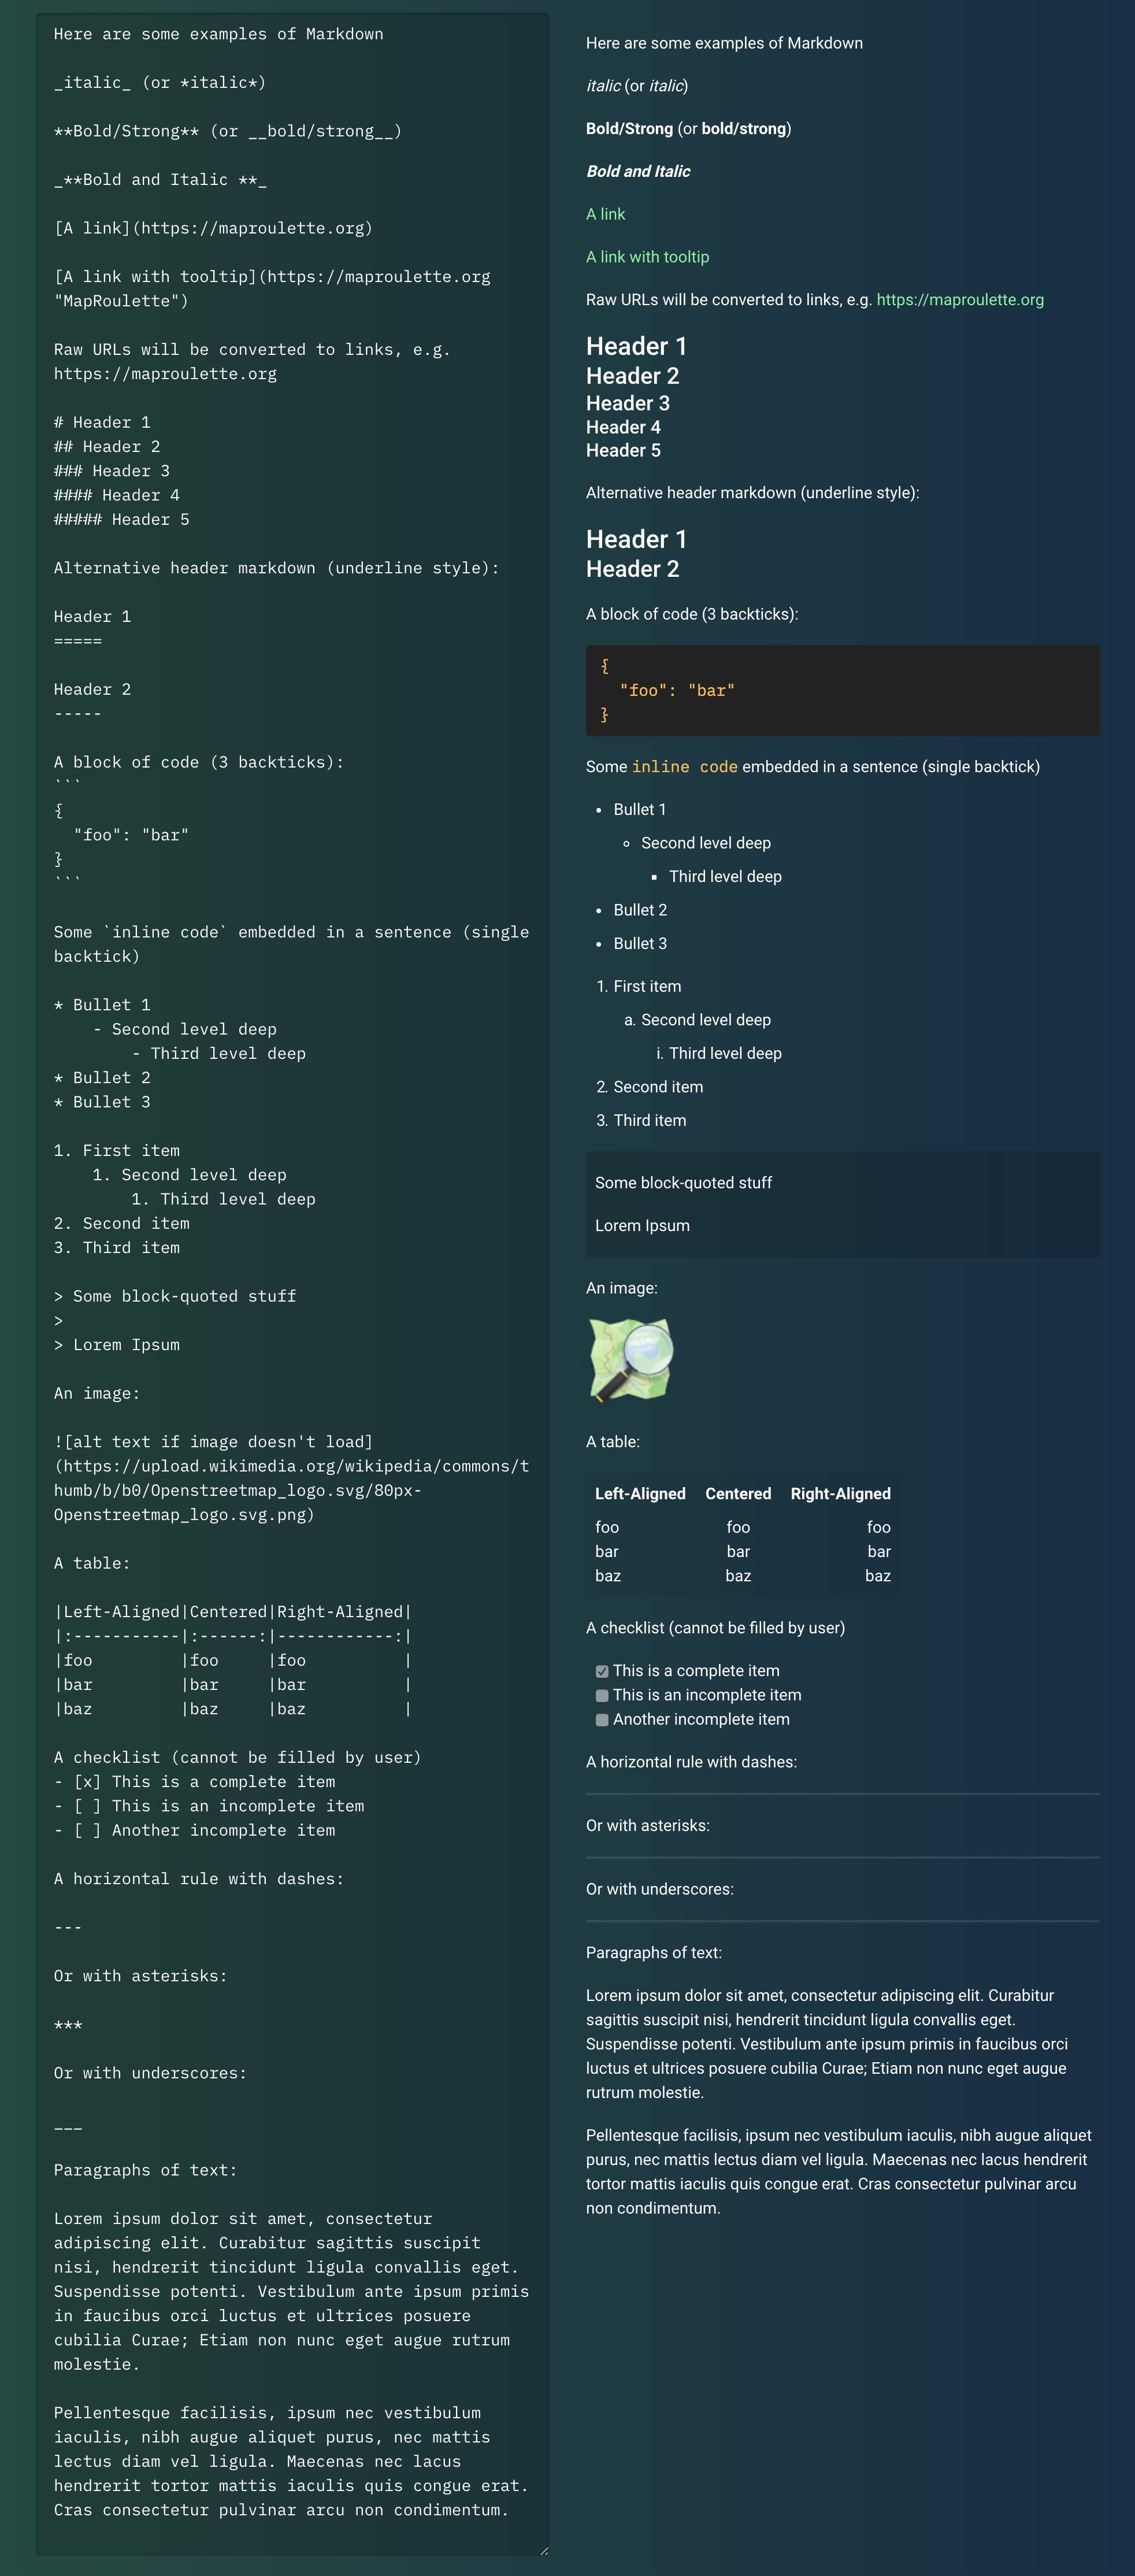 Here are some examples of Markdown

_italic_ (or *italic*)

**Bold/Strong** (or __bold/strong__)

_**Bold and Italic **_

[A link](https://maproulette.org)

[A link with tooltip](https://maproulette.org
"MapRoulette")

Raw URLs will be converted to links, e.g.
https://maproulette.org

# Header 1
## Header 2
### Header 3
#### Header 4
##### Header 5

Alternative header markdown (underline style):

Header 1
=====

Header 2
-----

A block of code (3 backticks):
```
{
  "foo": "bar"
}
```

Some `inline code` embedded in a sentence (single
backtick)

* Bullet 1
    - Second level deep
        - Third level deep
* Bullet 2
* Bullet 3

1. First item
    1. Second level deep
        1. Third level deep
2. Second item
3. Third item

> Some block-quoted stuff
>
> Lorem Ipsum

An image:

![alt text if image doesn't load]
(https://upload.wikimedia.org/wikipedia/commons/t
humb/b/b0/Openstreetmap_logo.svg/80px-
Openstreetmap_logo.svg.png)

A table:

|Left-Aligned|Centered|Right-Aligned|
|:-----------|:------:|------------:|
|foo         |foo     |foo          |
|bar         |bar     |bar          |
|baz         |baz     |baz          |

A checklist (cannot be filled by user)
- [x] This is a complete item
- [ ] This is an incomplete item
- [ ] Another incomplete item

A horizontal rule with dashes:

---

Or with asterisks:

***

Or with underscores:

___

Paragraphs of text:

Lorem ipsum dolor sit amet, consectetur
adipiscing elit. Curabitur sagittis suscipit
nisi, hendrerit tincidunt ligula convallis eget.
Suspendisse potenti. Vestibulum ante ipsum primis
in faucibus orci luctus et ultrices posuere
cubilia Curae; Etiam non nunc eget augue rutrum
molestie.

Pellentesque facilisis, ipsum nec vestibulum
iaculis, nibh augue aliquet purus, nec mattis
lectus diam vel ligula. Maecenas nec lacus
hendrerit tortor mattis iaculis quis congue erat.
Cras consectetur pulvinar arcu non condimentum.

Here are some examples of Markdown
italic (or italic)
Bold/Strong (or bold/strong)
Bold and Italic
A link
A link with tooltip
Raw URLs will be converted to links, e.g. https://maproulette.org
Header 1
Header 2
Header 3
Header 4
Header 5
Alternative header markdown (underline style):
Header 1
Header 2
A block of code (3 backticks):
{
  "foo": "bar"
}
Some inline code embedded in a sentence (single backtick)
• Bullet 1
◦ Second level deep
▪ Third level deep
• Bullet 2
• Bullet 3
1. First item
a. Second level deep
i. Third level deep
2. Second item
3. Third item
Some block-quoted stuff
Lorem Ipsum
An image:
A table:
Left-Aligned Centered Right-Aligned
foo foo foo
bar bar bar
baz baz baz
A checklist (cannot be filled by user)
This is a complete item
This is an incomplete item
Another incomplete item
A horizontal rule with dashes:
Or with asterisks:
Or with underscores:
Paragraphs of text:
Lorem ipsum dolor sit amet, consectetur adipiscing elit. Curabitur
sagittis suscipit nisi, hendrerit tincidunt ligula convallis eget.
Suspendisse potenti. Vestibulum ante ipsum primis in faucibus orci
luctus et ultrices posuere cubilia Curae; Etiam non nunc eget augue
rutrum molestie.
Pellentesque facilisis, ipsum nec vestibulum iaculis, nibh augue aliquet
purus, nec mattis lectus diam vel ligula. Maecenas nec lacus hendrerit
tortor mattis iaculis quis congue erat. Cras consectetur pulvinar arcu
non condimentum.